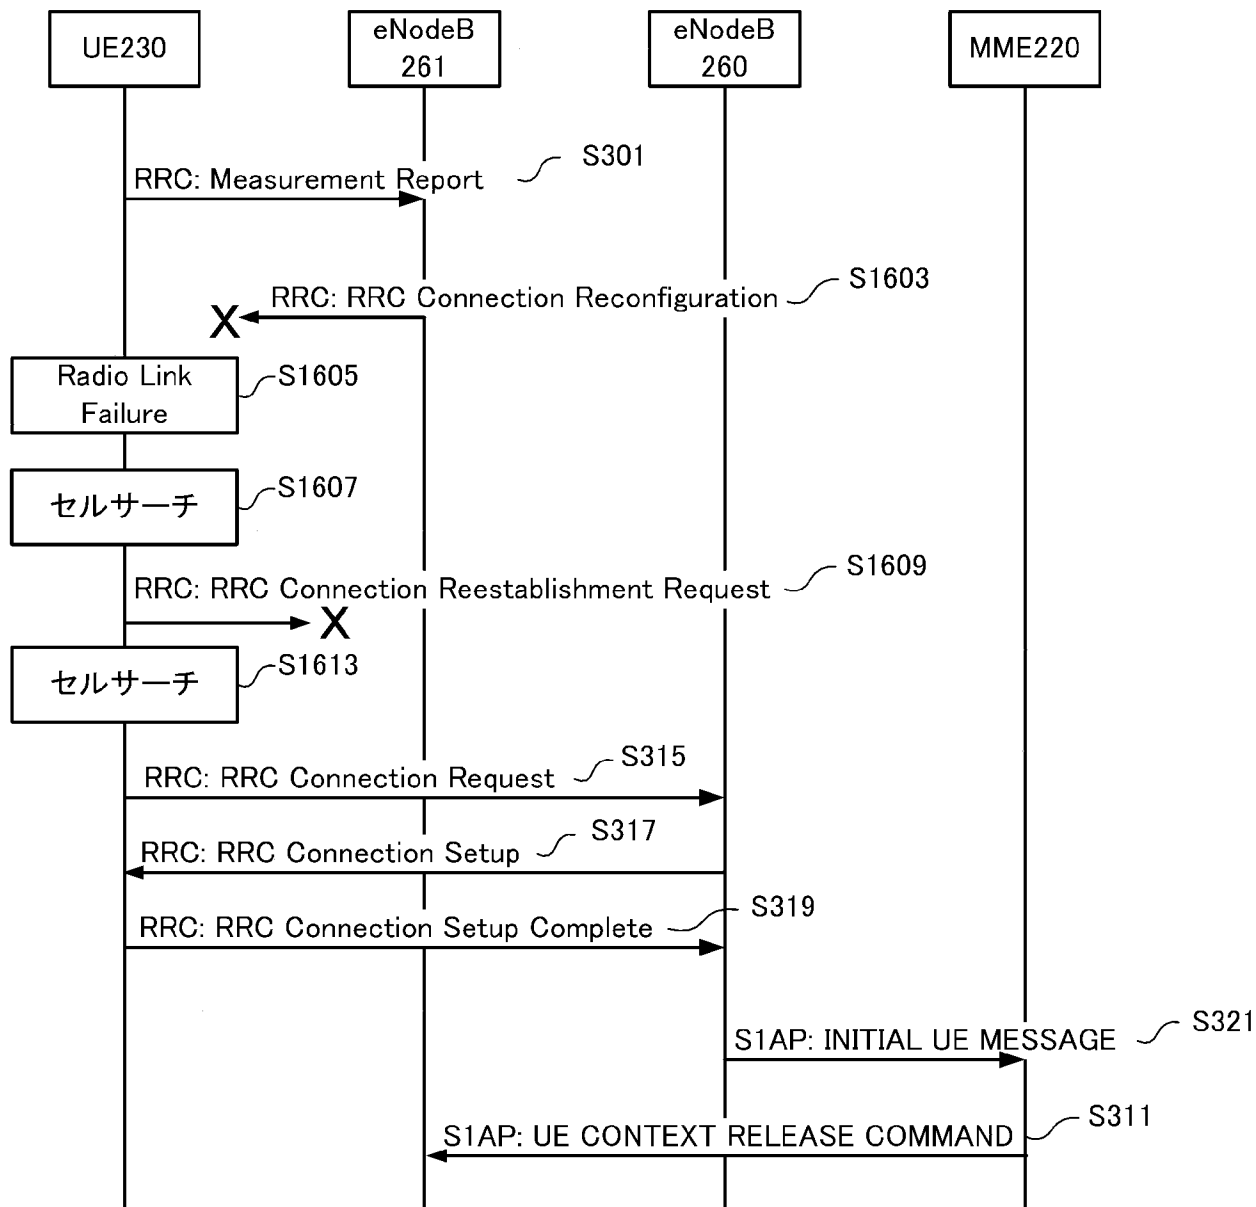 UE230
eNodeB
261
eNodeB
260
MME220
S301
RRC: Measurement Report
S1603
RRC: RRC Connection Reconfiguration
X
Radio Link
Failure
S1605
セルサーチ
S1607
S1609
RRC: RRC Connection Reestablishment Request
X
セルサーチ
S1613
S315
RRC: RRC Connection Request
S317
RRC: RRC Connection Setup
S319
RRC: RRC Connection Setup Complete
S321
S1AP: INITIAL UE MESSAGE
S311
S1AP: UE CONTEXT RELEASE COMMAND